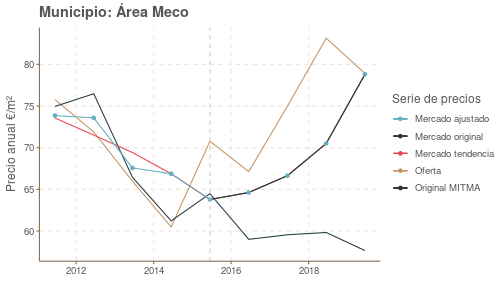 Municipio: Área Meco
Precio anual €/m²
80
75
70
65
60
2012
2014
2016
2018
Serie de precios
Mercado ajustado
Mercado original
Mercado tendencia
Oferta
Original MITMA